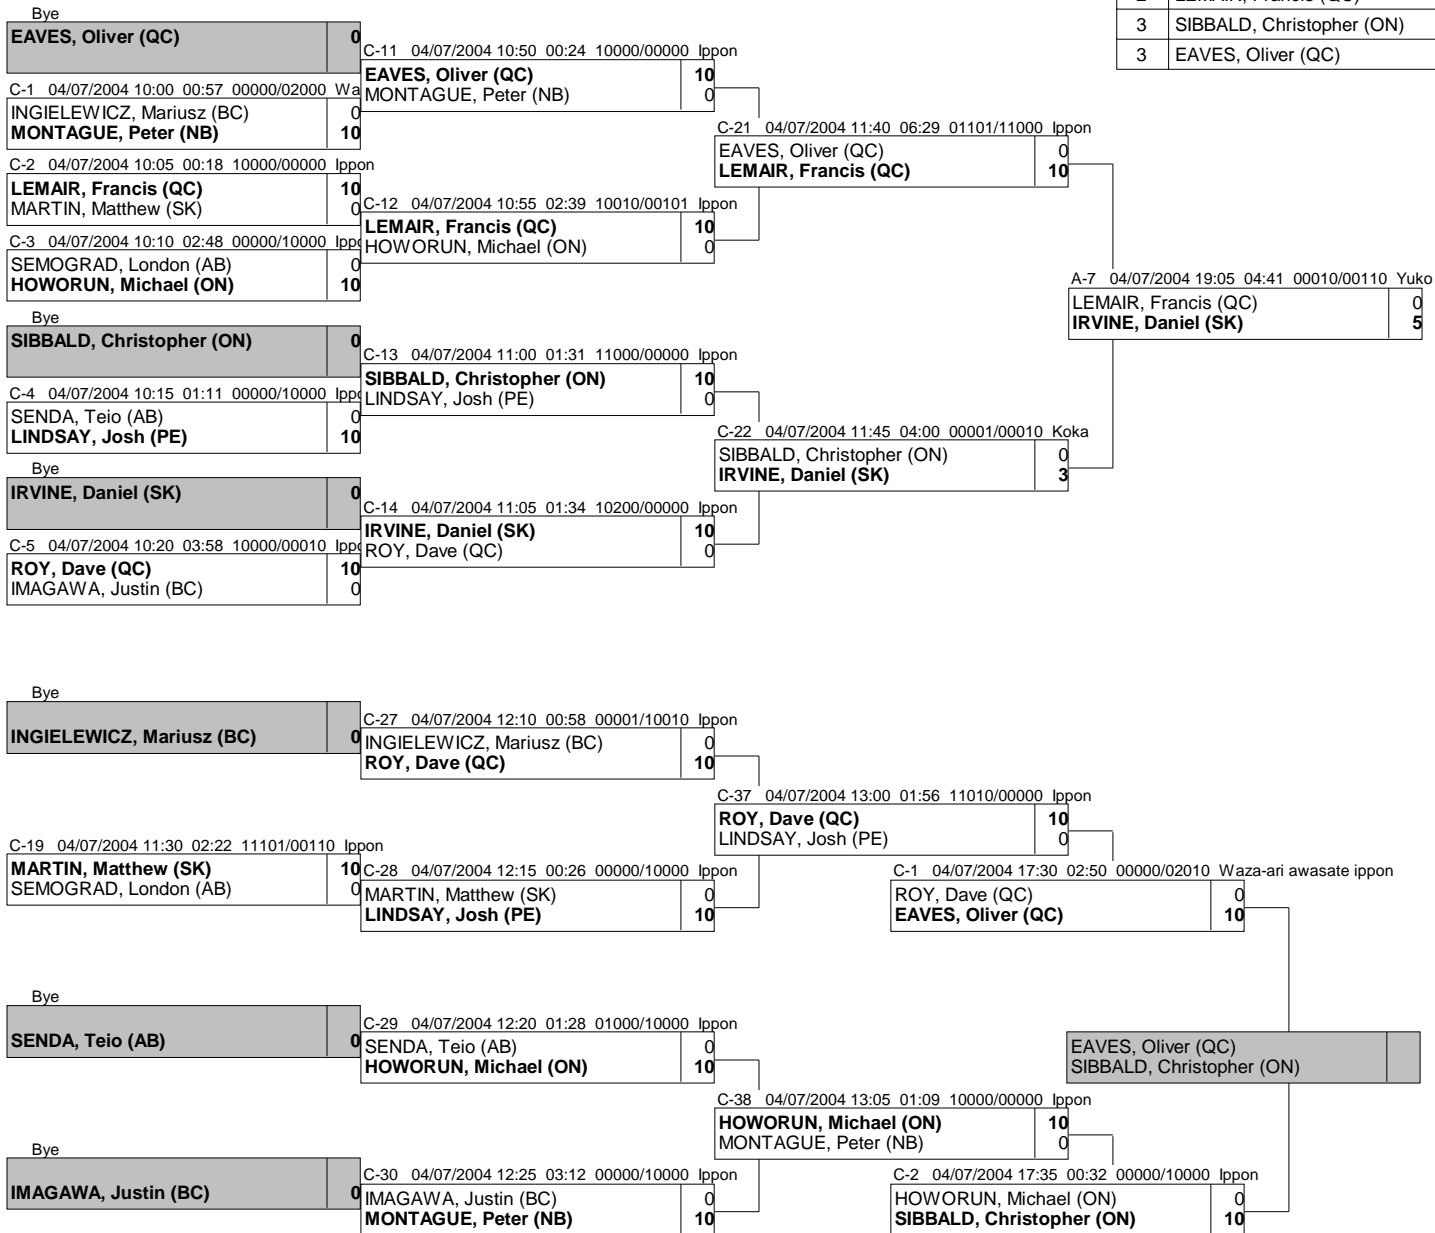 2 LEMAIR, Francis (QC)
3 SIBBALD, Christopher (ON)
3 EAVES, Oliver (QC)
Bye
EAVES, Oliver (QC) 0
C-1 04/07/2004 10:00 00:57 00000/02000 Wa
INGIELEWICZ, Mariusz (BC) 0
MONTAGUE, Peter (NB) 10
C-2 04/07/2004 10:05 00:18 10000/00000 Ippon
LEMAIR, Francis (QC) 10
MARTIN, Matthew (SK) 0
C-3 04/07/2004 10:10 02:48 00000/10000 Ippo
SEMOGRAD, London (AB) 0
HOWORUN, Michael (ON) 10
Bye
SIBBALD, Christopher (ON) 0
C-4 04/07/2004 10:15 01:11 00000/10000 Ippo
SENDA, Teio (AB) 0
LINDSAY, Josh (PE) 10
Bye
IRVINE, Daniel (SK) 0
C-5 04/07/2004 10:20 03:58 10000/00010 Ippo
ROY, Dave (QC) 10
IMAGAWA, Justin (BC) 0
C-11 04/07/2004 10:50 00:24 10000/00000 Ippon
EAVES, Oliver (QC) 10
MONTAGUE, Peter (NB) 0
C-12 04/07/2004 10:55 02:39 10010/00101 Ippon
LEMAIR, Francis (QC) 10
HOWORUN, Michael (ON) 0
C-13 04/07/2004 11:00 01:31 11000/00000 Ippon
SIBBALD, Christopher (ON) 10
LINDSAY, Josh (PE) 0
C-14 04/07/2004 11:05 01:34 10200/00000 Ippon
IRVINE, Daniel (SK) 10
ROY, Dave (QC) 0
C-21 04/07/2004 11:40 06:29 01101/11000 Ippon
EAVES, Oliver (QC) 0
LEMAIR, Francis (QC) 10
C-22 04/07/2004 11:45 04:00 00001/00010 Koka
SIBBALD, Christopher (ON) 0
IRVINE, Daniel (SK) 3
A-7 04/07/2004 19:05 04:41 00010/00110 Yuko
LEMAIR, Francis (QC) 0
IRVINE, Daniel (SK) 5
Bye
INGIELEWICZ, Mariusz (BC) 0
C-19 04/07/2004 11:30 02:22 11101/00110 Ippon
MARTIN, Matthew (SK) 10
SEMOGRAD, London (AB) 0
Bye
SENDA, Teio (AB) 0
Bye
IMAGAWA, Justin (BC) 0
C-27 04/07/2004 12:10 00:58 00001/10010 Ippon
INGIELEWICZ, Mariusz (BC) 0
ROY, Dave (QC) 10
C-28 04/07/2004 12:15 00:26 00000/10000 Ippon
MARTIN, Matthew (SK) 0
LINDSAY, Josh (PE) 10
C-29 04/07/2004 12:20 01:28 01000/10000 Ippon
SENDA, Teio (AB) 0
HOWORUN, Michael (ON) 10
C-30 04/07/2004 12:25 03:12 00000/10000 Ippon
IMAGAWA, Justin (BC) 0
MONTAGUE, Peter (NB) 10
C-37 04/07/2004 13:00 01:56 11010/00000 Ippon
ROY, Dave (QC) 10
LINDSAY, Josh (PE) 0
C-38 04/07/2004 13:05 01:09 10000/00000 Ippon
HOWORUN, Michael (ON) 10
MONTAGUE, Peter (NB) 0
C-1 04/07/2004 17:30 02:50 00000/02010 Waza-ari awasate ippon
ROY, Dave (QC) 0
EAVES, Oliver (QC) 10
C-2 04/07/2004 17:35 00:32 00000/10000 Ippon
HOWORUN, Michael (ON) 0
SIBBALD, Christopher (ON) 10
EAVES, Oliver (QC)
SIBBALD, Christopher (ON)